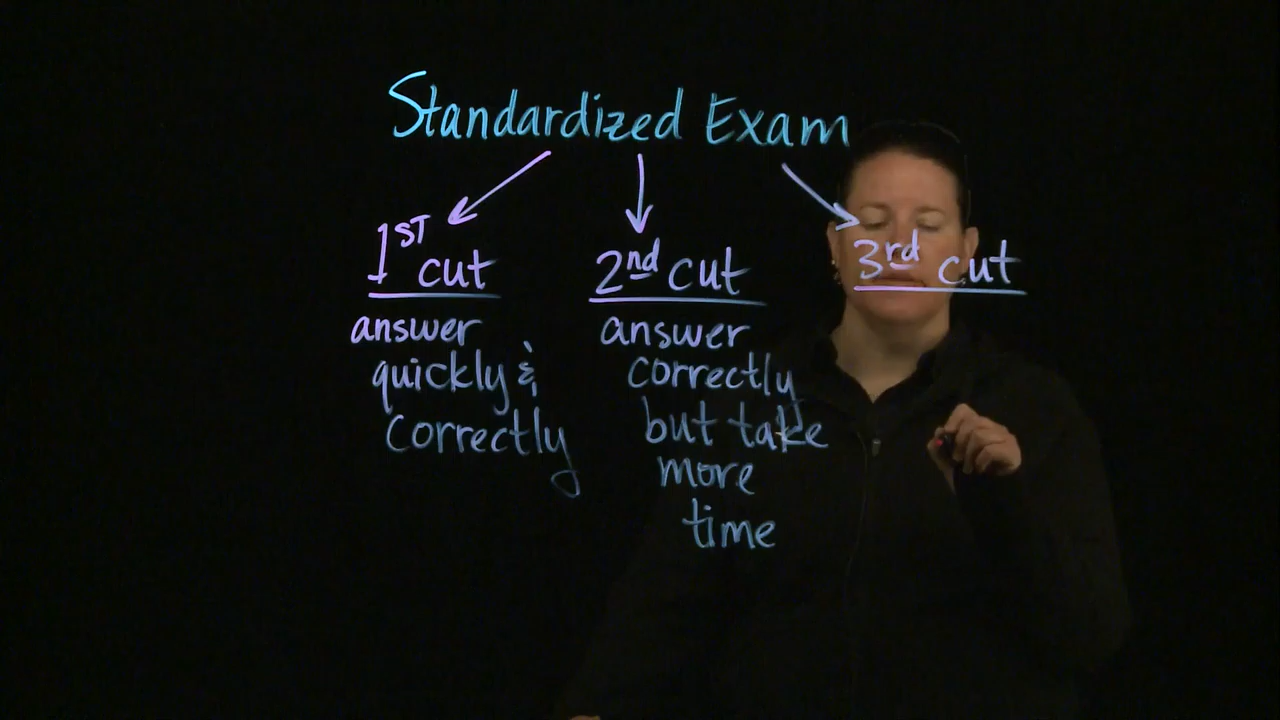 Standardized Exam
1ST cut
answer
quickly &
correctly
2nd cut
answer
correctly
but take
more
time
3rd cut